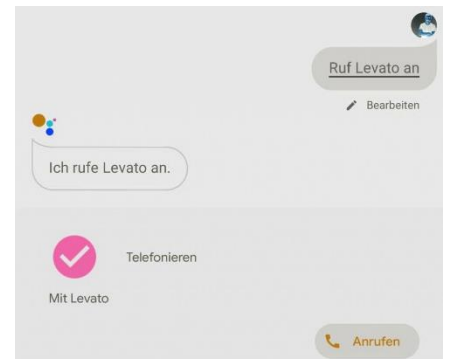 Ruf Levato an
Bearbeiten
Ich rufe Levato an.
Telefonieren
Mit Levato
Anrufen